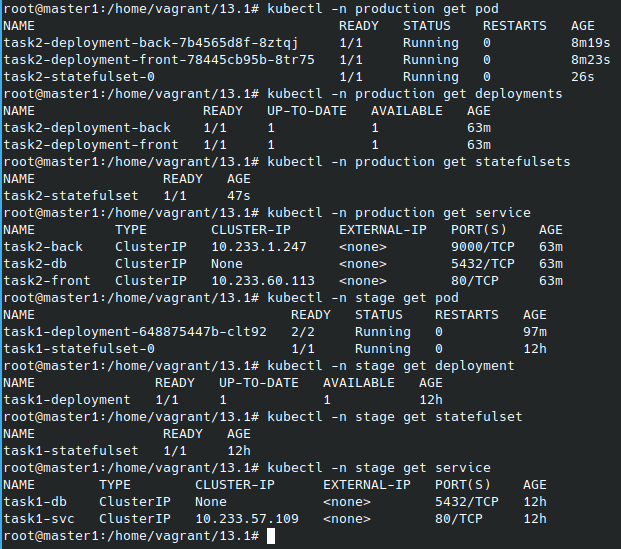 root@master1:/home/vagrant/13.1# kubectl -n production get pod
NAME                                     READY   STATUS    RESTARTS   AGE
task2-deployment-back-7b4565d8f-8ztqj    1/1     Running   0          8m19s
task2-deployment-front-78445cb95b-8tr75  1/1     Running   0          8m23s
task2-statefulset-0                      1/1     Running   0          26s
root@master1:/home/vagrant/13.1# kubectl -n production get deployments
NAME                     READY   UP-TO-DATE   AVAILABLE   AGE
task2-deployment-back    1/1     1            1           63m
task2-deployment-front   1/1     1            1           63m
root@master1:/home/vagrant/13.1# kubectl -n production get statefulsets
NAME                READY   AGE
task2-statefulset   1/1     47s
root@master1:/home/vagrant/13.1# kubectl -n production get service
NAME          TYPE        CLUSTER-IP      EXTERNAL-IP   PORT(S)    AGE
task2-back    ClusterIP   10.233.1.247    <none>        9000/TCP   63m
task2-db      ClusterIP   None            <none>        5432/TCP   63m
task2-front   ClusterIP   10.233.60.113   <none>        80/TCP     63m
root@master1:/home/vagrant/13.1# kubectl -n stage get pod
NAME                                READY   STATUS    RESTARTS   AGE
task1-deployment-648875447b-clt92   2/2     Running   0          97m
task1-statefulset-0                 1/1     Running   0          12h
root@master1:/home/vagrant/13.1# kubectl -n stage get deployment
NAME               READY   UP-TO-DATE   AVAILABLE   AGE
task1-deployment   1/1     1            1           12h
root@master1:/home/vagrant/13.1# kubectl -n stage get statefulset
NAME                READY   AGE
task1-statefulset   1/1     12h
root@master1:/home/vagrant/13.1# kubectl -n stage get service
NAME        TYPE        CLUSTER-IP      EXTERNAL-IP   PORT(S)    AGE
task1-db    ClusterIP   None            <none>        5432/TCP   12h
task1-svc   ClusterIP   10.233.57.109   <none>        80/TCP     12h
root@master1:/home/vagrant/13.1#